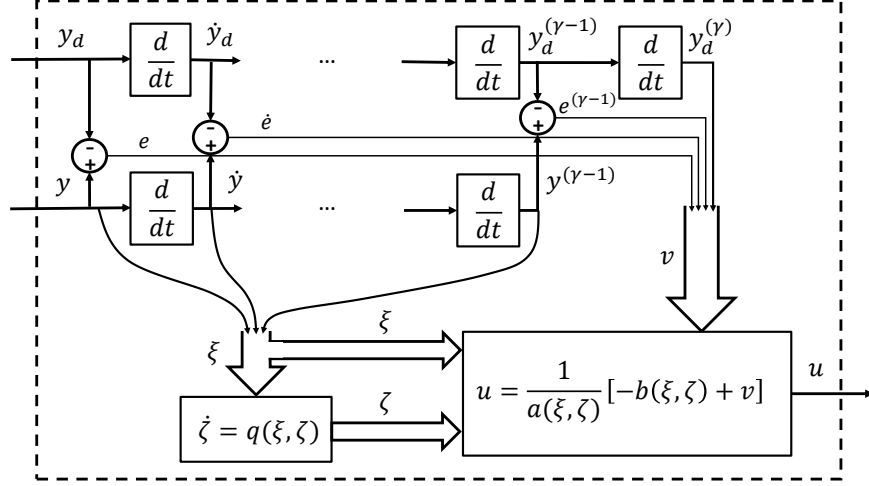 y_d d/dt ẏ_d ... d/dt y_d^(γ−1) d/dt y_d^(γ)
- - - e^(γ−1)
+ e + ė +
y d/dt ẏ ... d/dt y^(γ−1)
v
ξ ξ
ζ̇ = q(ξ, ζ) ζ u = 1/a(ξ, ζ) [−b(ξ, ζ) + v] u